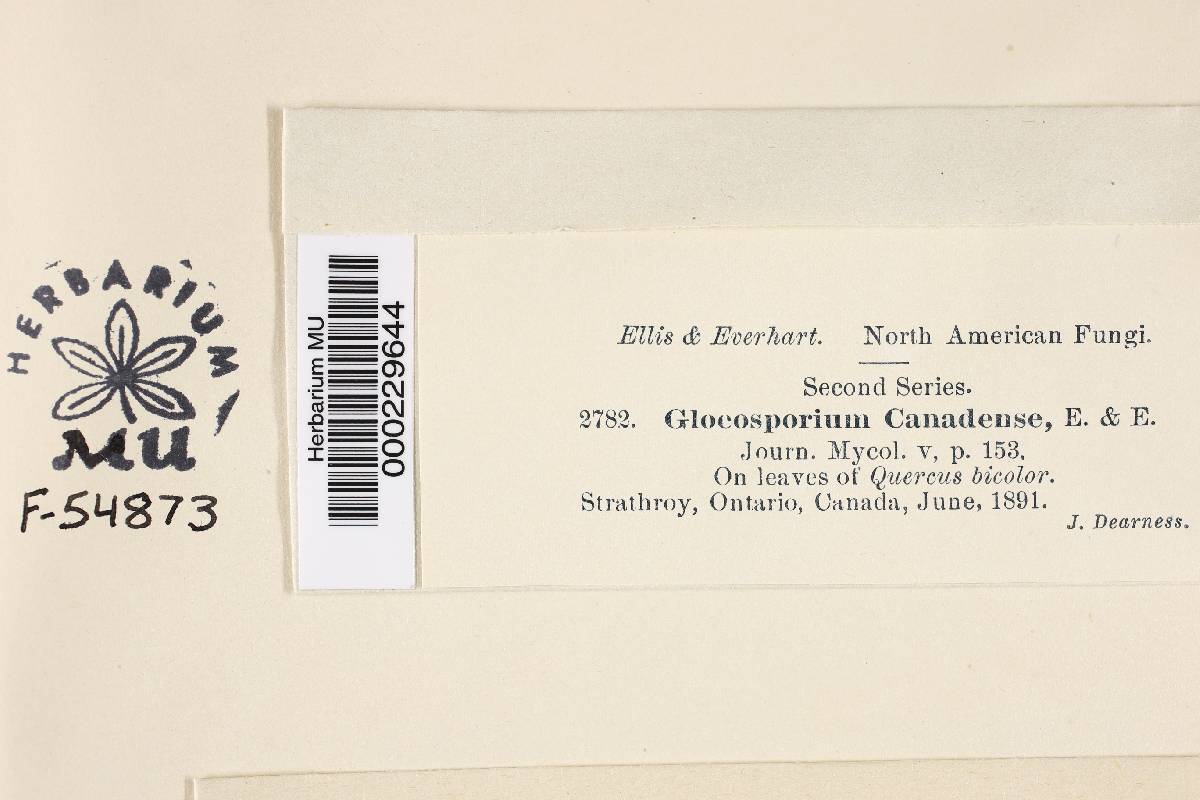 HERBARIUM
MU
F-54873
Herbarium MU
000229644
Ellis & Everhart. North American Fungi.
Second Series.
2782. Gloeosporium Canadense, E. & E.
Journ. Mycol. v, p. 153,
On leaves of Quercus bicolor.
Strathroy, Ontario, Canada, June, 1891.
J. Dearness.